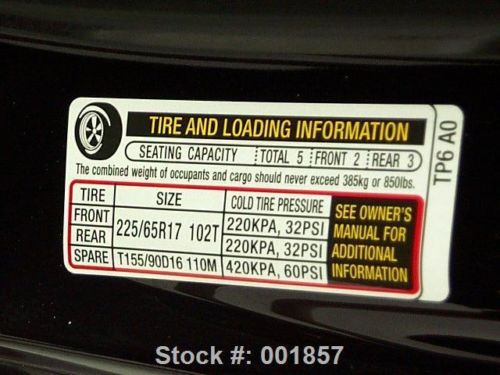 TIRE AND LOADING INFORMATION
SEATING CAPACITY TOTAL 5 FRONT 2 REAR 3
The combined weight of occupants and cargo should never exceed 385kg or 850lbs.
TIRE SIZE COLD TIRE PRESSURE
FRONT 225/65R17 102T 220KPA, 32PSI
REAR 220KPA, 32PSI
SPARE T155/90D16 110M 420KPA, 60PSI
SEE OWNER'S
MANUAL FOR
ADDITIONAL
INFORMATION
TP6 A0
Stock #: 001857